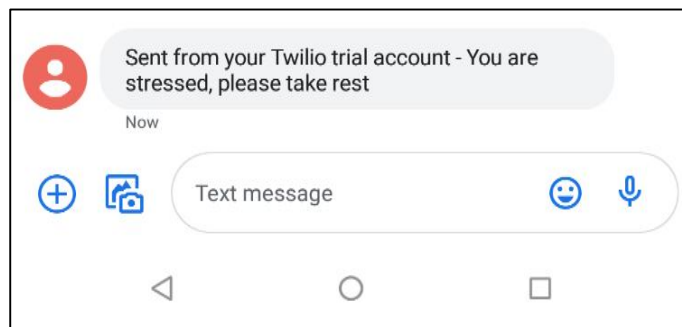 Sent from your Twilio trial account - You are
stressed, please take rest
Now
Text message